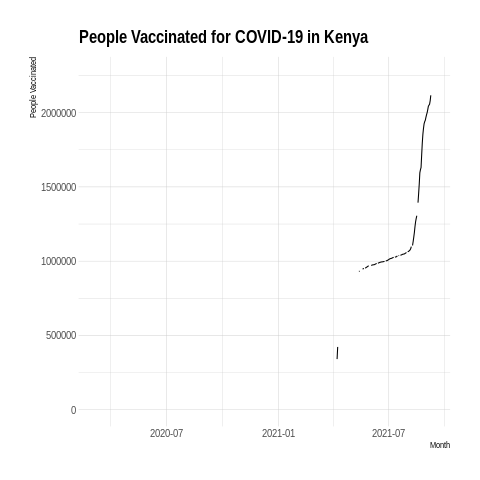 People Vaccinated for COVID-19 in Kenya
People Vaccinated
2000000
1500000
1000000
500000
0
2020-07 2021-01 2021-07
Month